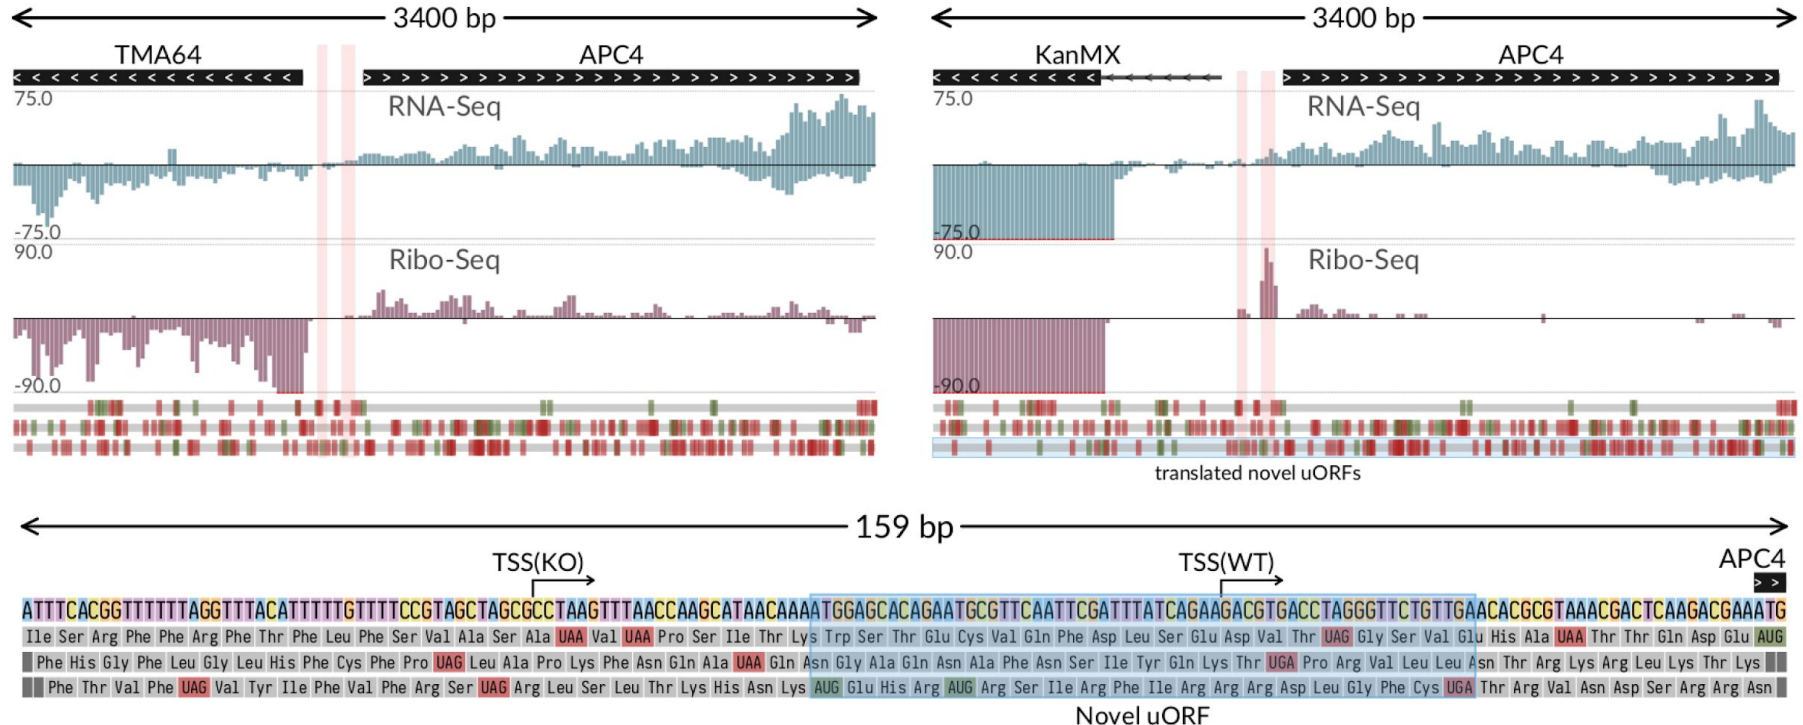 3400 bp
TMA64 APC4
75.0
RNA-Seq
-75.0
90.0
Ribo-Seq
-90.0
3400 bp
KanMX APC4
75.0
RNA-Seq
-75.0
90.0
Ribo-Seq
-90.0
translated novel uORFs
159 bp
TSS(KO) TSS(WT) APC4
ATTTCACGGTTTTTTAGGTTTACATTTTTGTTTTCCGTAGCTAGCGCCTAAGTTTAACCAAGCATAACAAAATGGAGCACAGAATGCGTTCAATTCGATTTATCAGAAGACGTGACCTAGGGTTCTGTTGAACACGCGTAAACGACTCAAGACGAAATG
Ile Ser Arg Phe Phe Arg Phe Thr Phe Leu Phe Ser Val Ala Ser Ala UAA Val UAA Pro Ser Ile Thr Lys Trp Ser Thr Glu Cys Val Gln Phe Asp Leu Ser Glu Asp Val Thr UAG Gly Ser Val Glu His Ala UAA Thr Thr Gln Asp Glu AUG
Phe His Gly Phe Leu Gly Leu His Phe Cys Phe Pro UAG Leu Ala Pro Lys Phe Asn Gln Ala UAA Gln Asn Gly Ala Gln Asn Ala Phe Asn Ser Ile Tyr Gln Lys Thr UGA Pro Arg Val Leu Leu Asn Thr Arg Lys Arg Leu Lys Thr Lys
Phe Thr Val Phe UAG Val Tyr Ile Phe Val Phe Arg Ser UAG Arg Leu Ser Leu Thr Lys His Asn Lys AUG Glu His Arg AUG Arg Ser Ile Arg Phe Ile Arg Arg Arg Asp Leu Gly Phe Cys UGA Thr Arg Val Asn Asp Ser Arg Arg Asn
Novel uORF